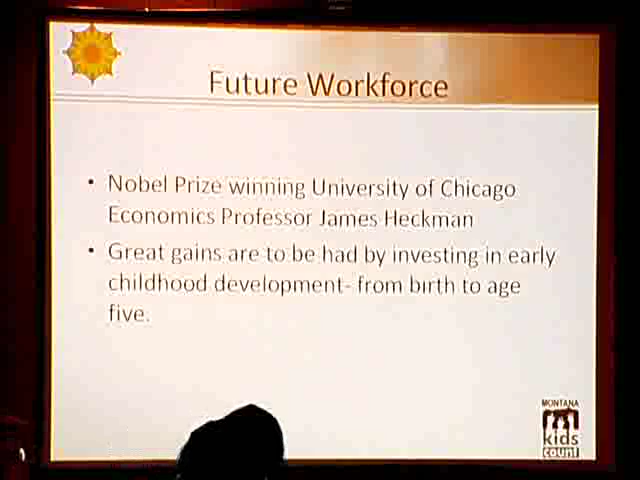 Future Workforce
• Nobel Prize winning University of Chicago
Economics Professor James Heckman
• Great gains are to be had by investing in early
childhood development- from birth to age
five.
MONTANA
kids
count